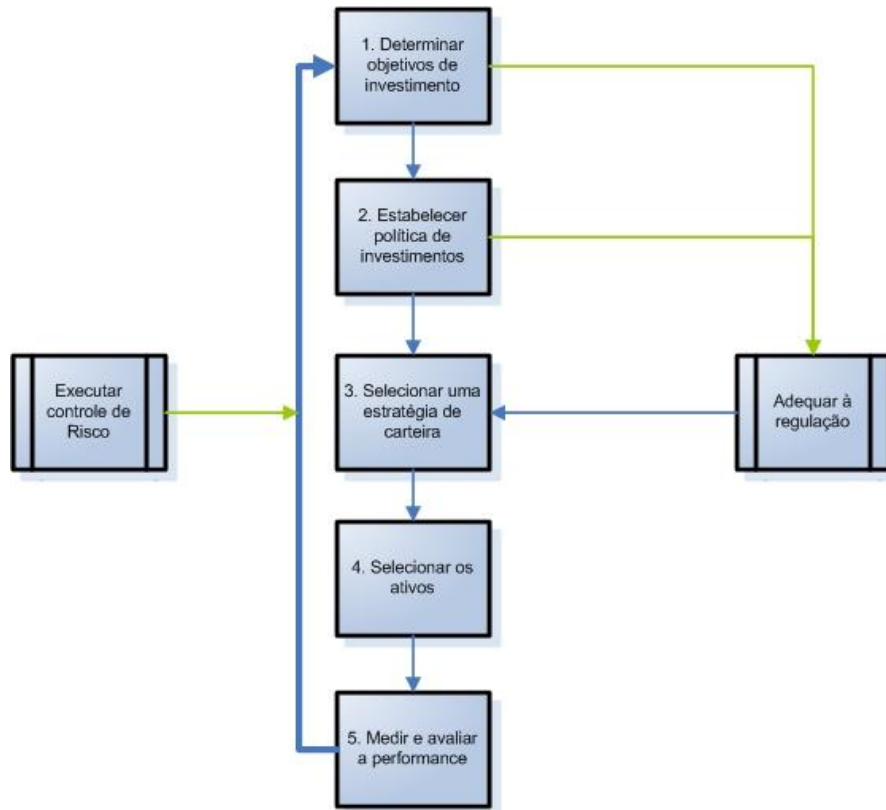 1. Determinar
objetivos de
investimento
2. Estabelecer
política de
investimentos
Executar
controle de
Risco
3. Selecionar uma
estratégia de
carteira
Adequar à
regulação
4. Selecionar os
ativos
5. Medir e avaliar
a performance